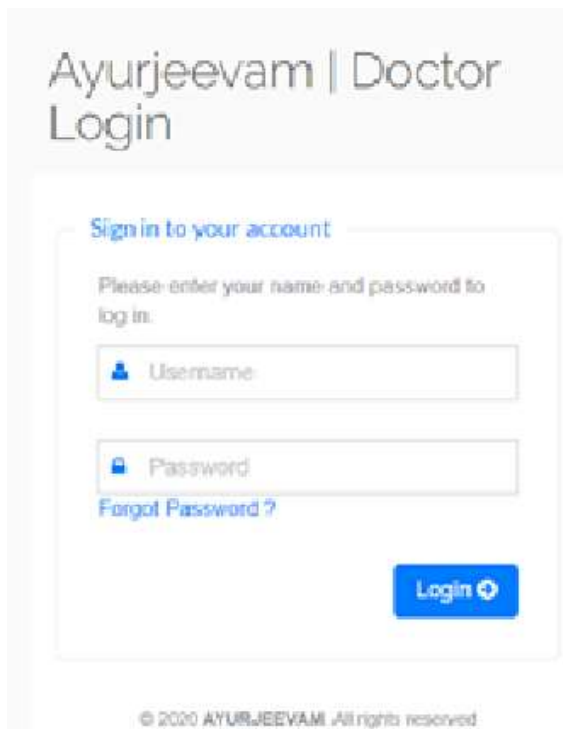 Ayurjeevam | Doctor
Login
Sign in to your account
Please enter your name and password to
log in.
Username
Password
Forgot Password ?
Login
© 2020 AYURJEEVAM. All rights reserved